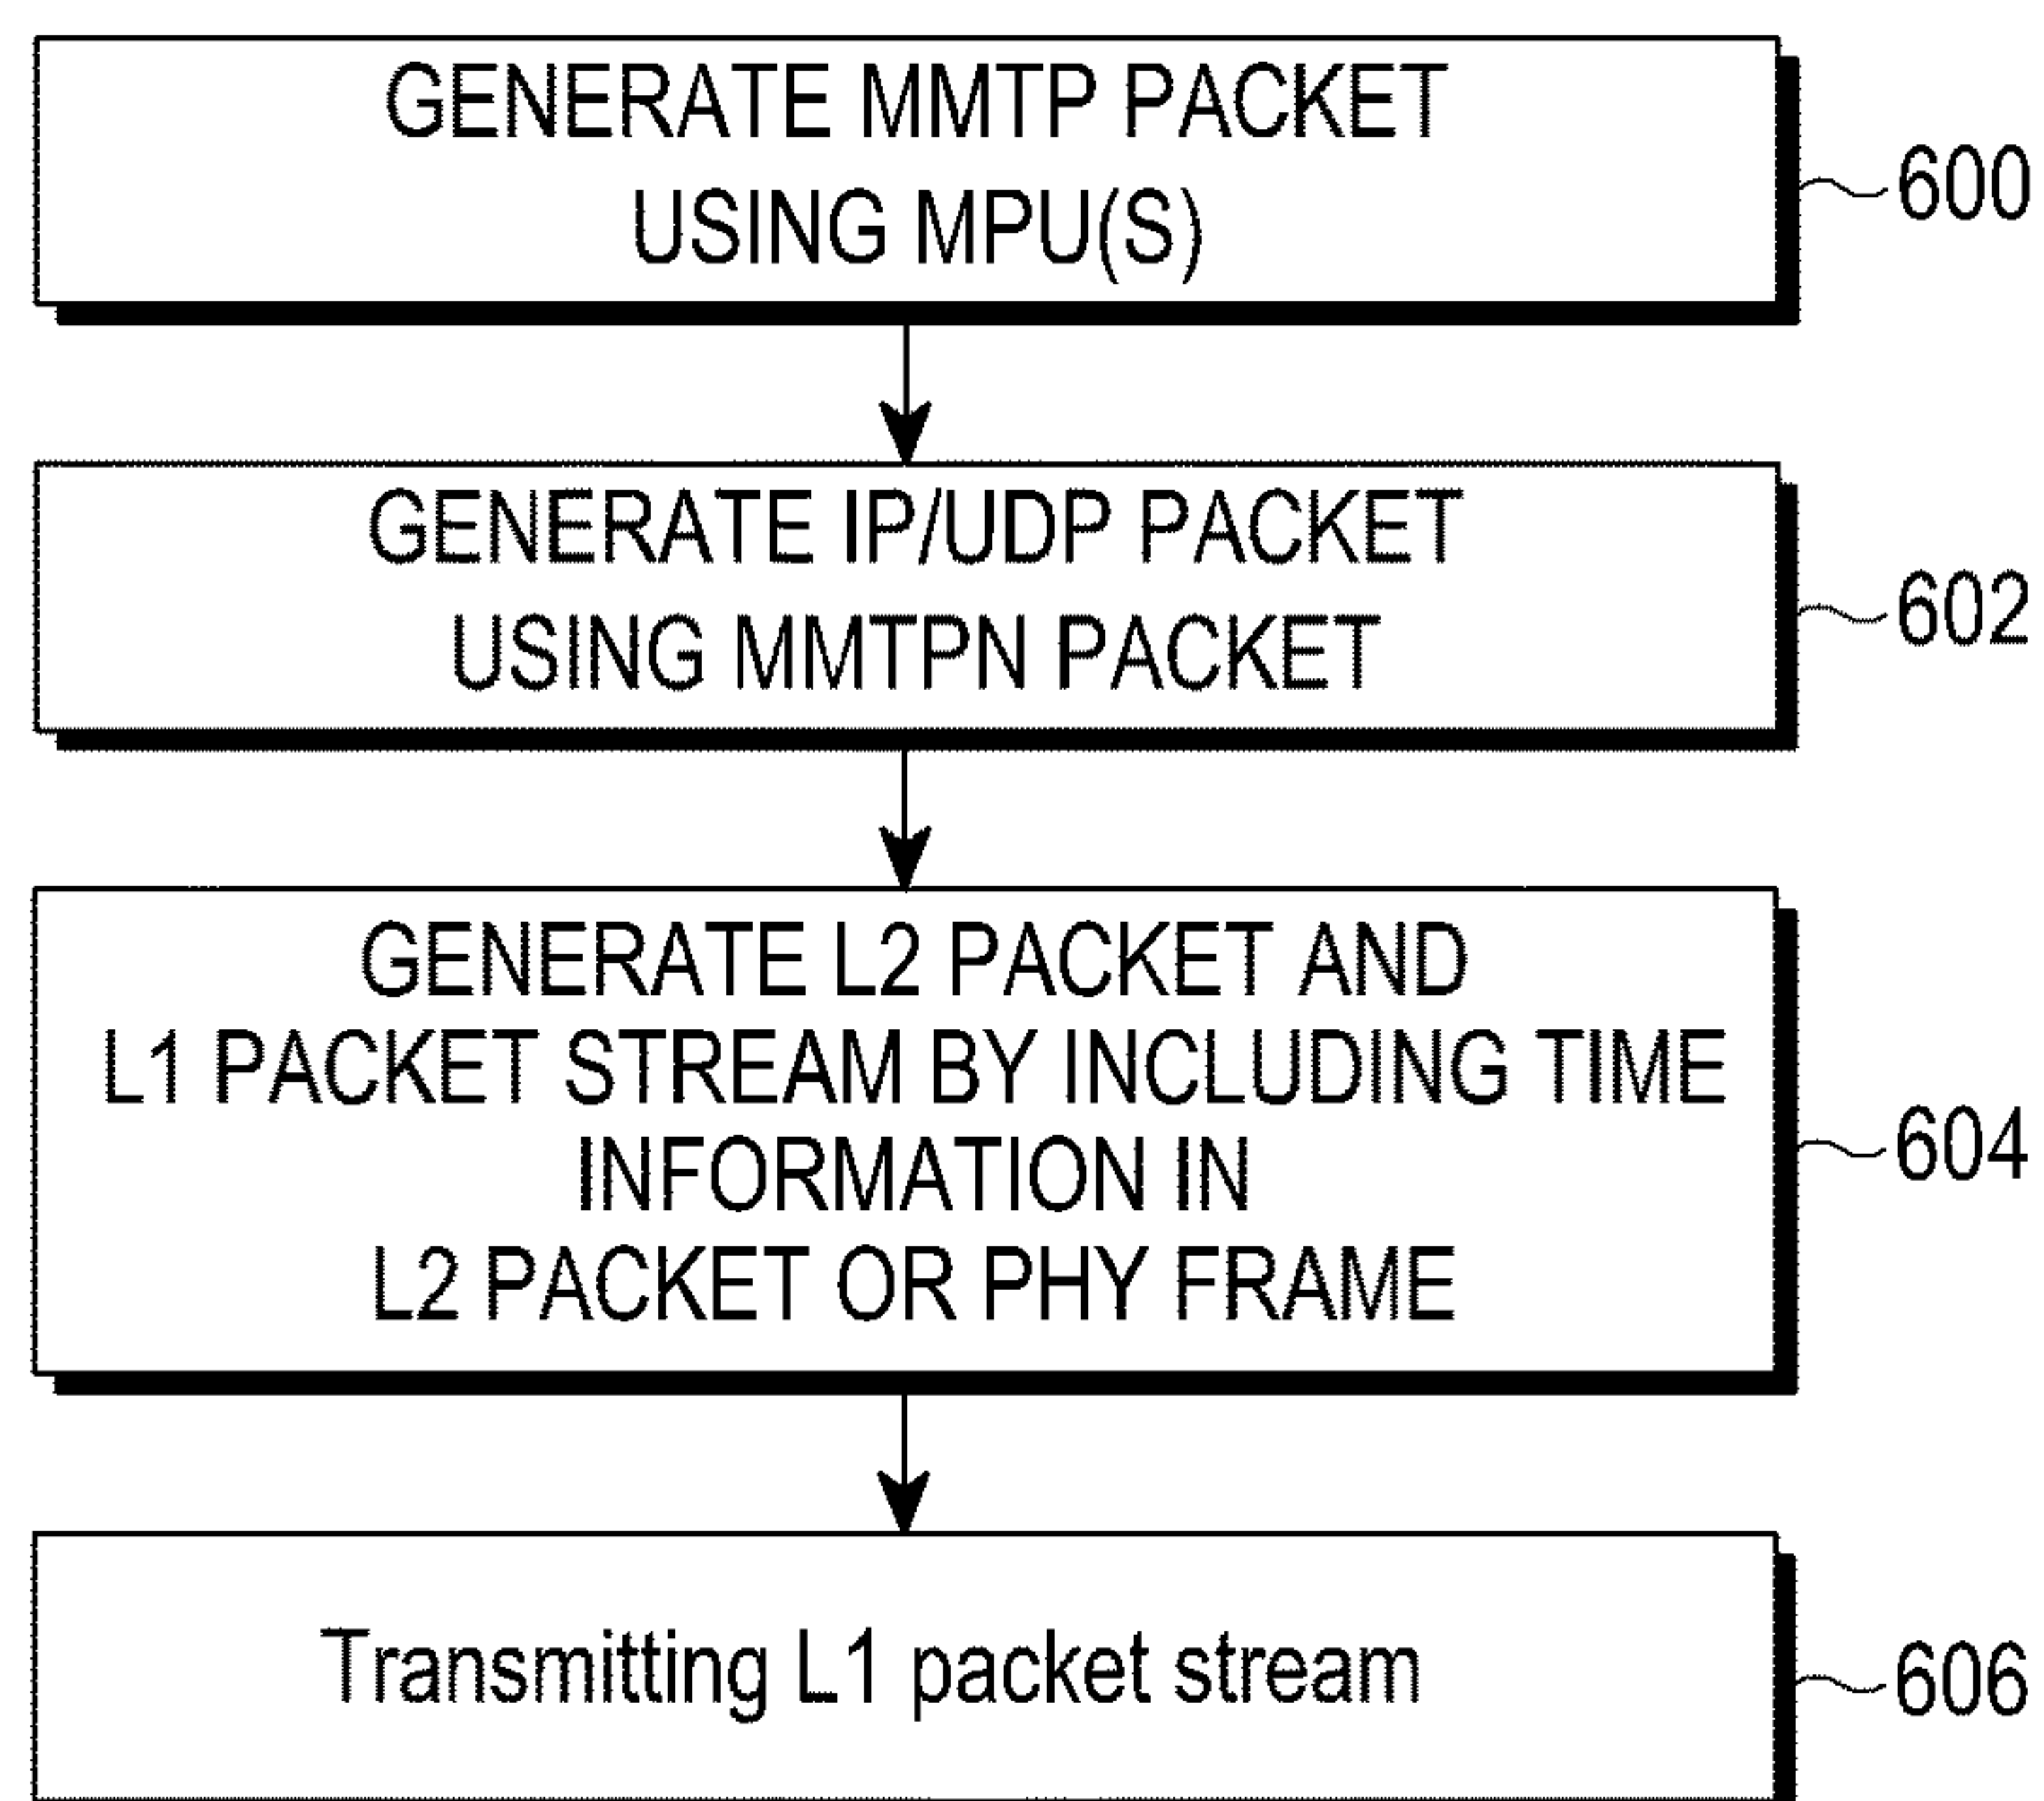 GENERATE MMTP PACKET
USING MPU(S)
600
GENERATE IP/UDP PACKET
USING MMTPN PACKET
602
GENERATE L2 PACKET AND
L1 PACKET STREAM BY INCLUDING TIME
INFORMATION IN
L2 PACKET OR PHY FRAME
604
Transmitting L1 packet stream
606